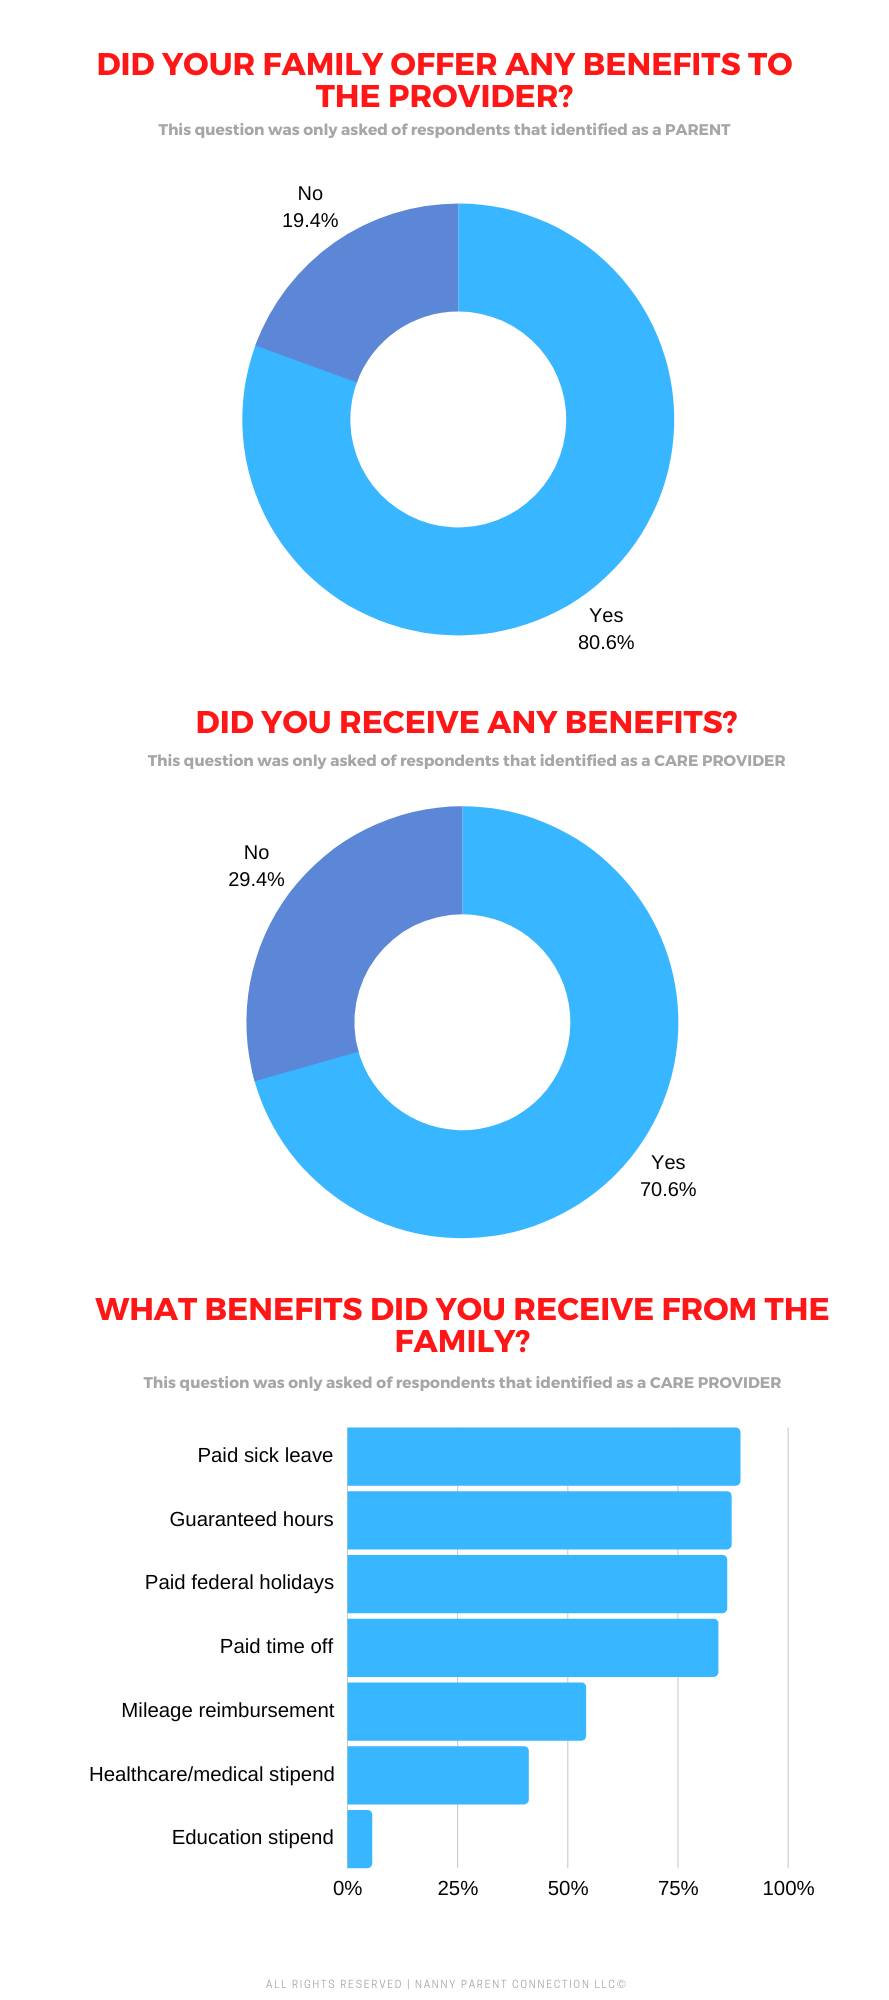 DID YOUR FAMILY OFFER ANY BENEFITS TO
THE PROVIDER?
This question was only asked of respondents that identified as a PARENT
No
19.4%
Yes
80.6%
DID YOU RECEIVE ANY BENEFITS?
This question was only asked of respondents that identified as a CARE PROVIDER
No
29.4%
Yes
70.6%
WHAT BENEFITS DID YOU RECEIVE FROM THE
FAMILY?
This question was only asked of respondents that identified as a CARE PROVIDER
Paid sick leave
Guaranteed hours
Paid federal holidays
Paid time off
Mileage reimbursement
Healthcare/medical stipend
Education stipend
0% 25% 50% 75% 100%
ALL RIGHTS RESERVED | NANNY PARENT CONNECTION LLC©